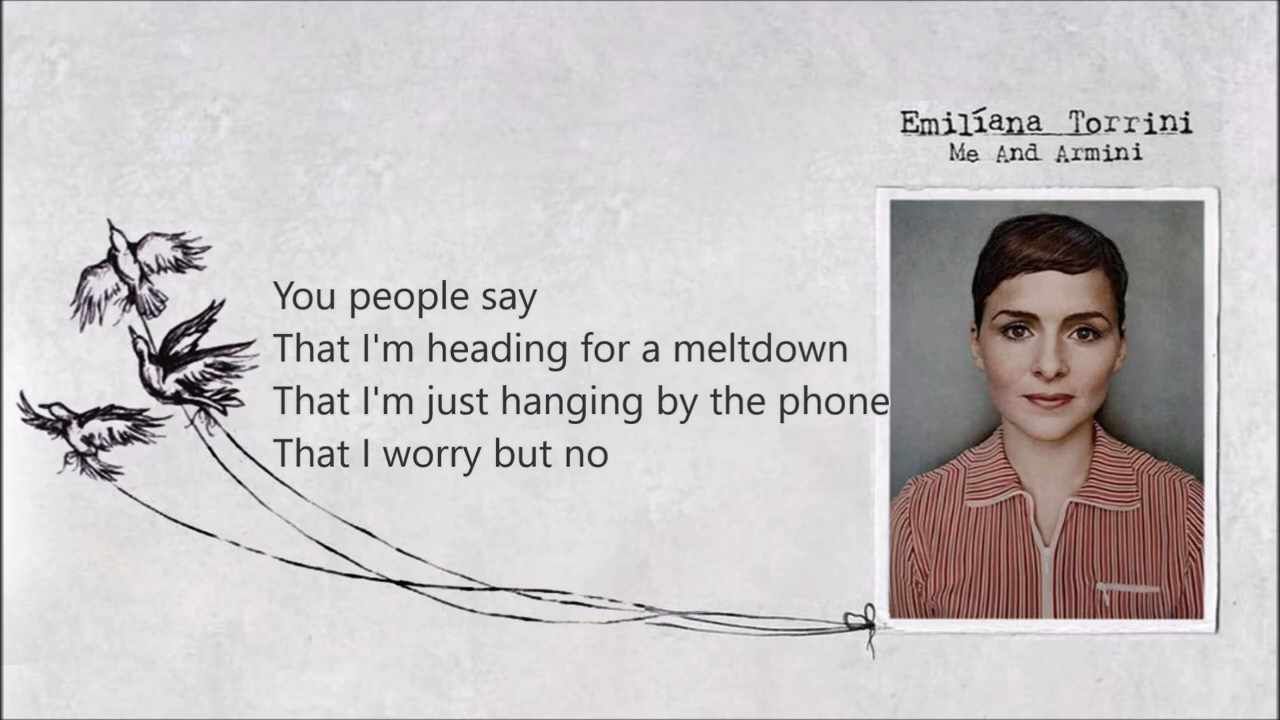 Emilíana Torrini
Me And Armini
You people say
That I'm heading for a meltdown
That I'm just hanging by the phone
That I worry but no